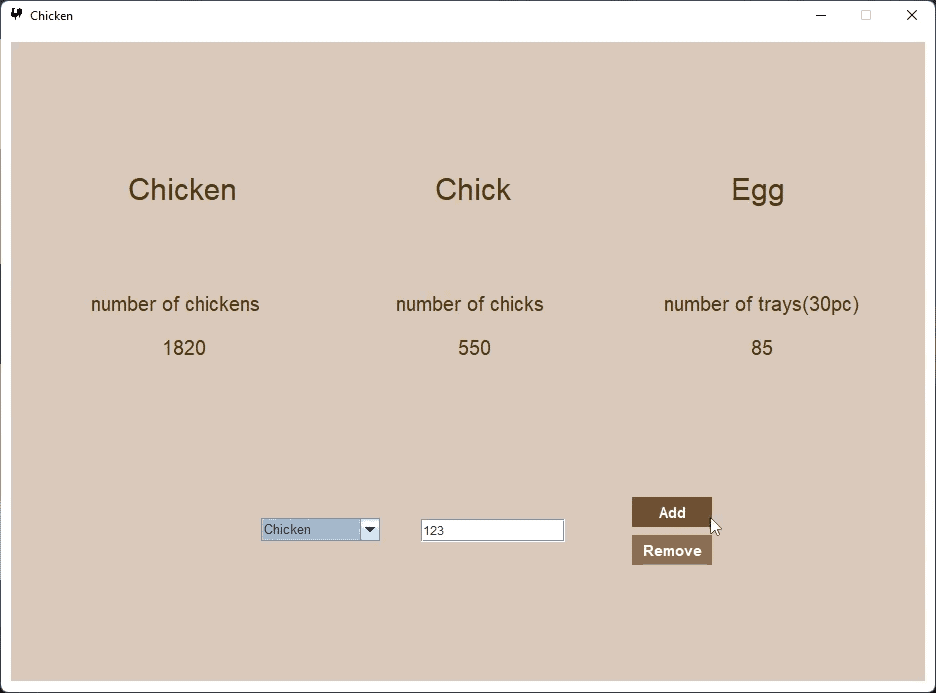 Chicken
Chicken Chick Egg
number of chickens number of chicks number of trays(30pc)
1820 550 85
Add
Chicken 123
Remove